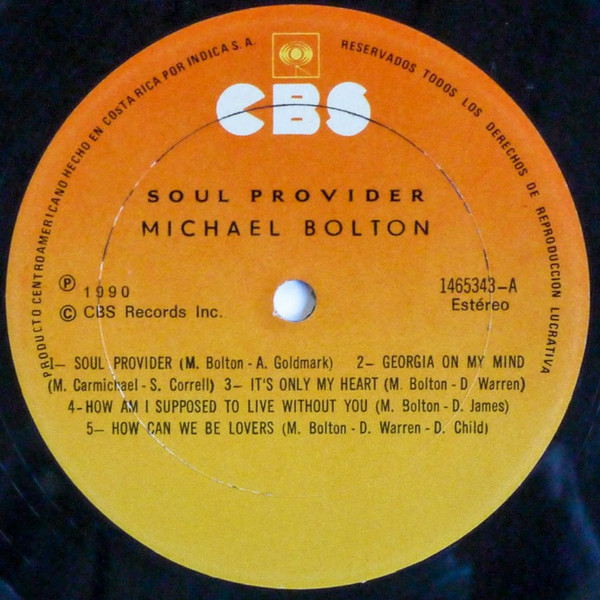 PRODUCTO CENTROAMERICANO HECHO EN COSTA RICA POR INDICA S.A.
RESERVADOS TODOS LOS DERECHOS DE REPRODUCCION LUCRATIVA
CBS
SOUL PROVIDER
MICHAEL BOLTON
Ⓟ 1990
© CBS Records Inc.
1465343-A
Estéreo
1- SOUL PROVIDER (M. Bolton - A. Goldmark) 2- GEORGIA ON MY MIND
(M. Carmichael - S. Correll) 3- IT'S ONLY MY HEART (M. Bolton - D. Warren)
4-HOW AM I SUPPOSED TO LIVE WITHOUT YOU (M. Bolton - D. James)
5- HOW CAN WE BE LOVERS (M. Bolton - D. Warren - D. Child)